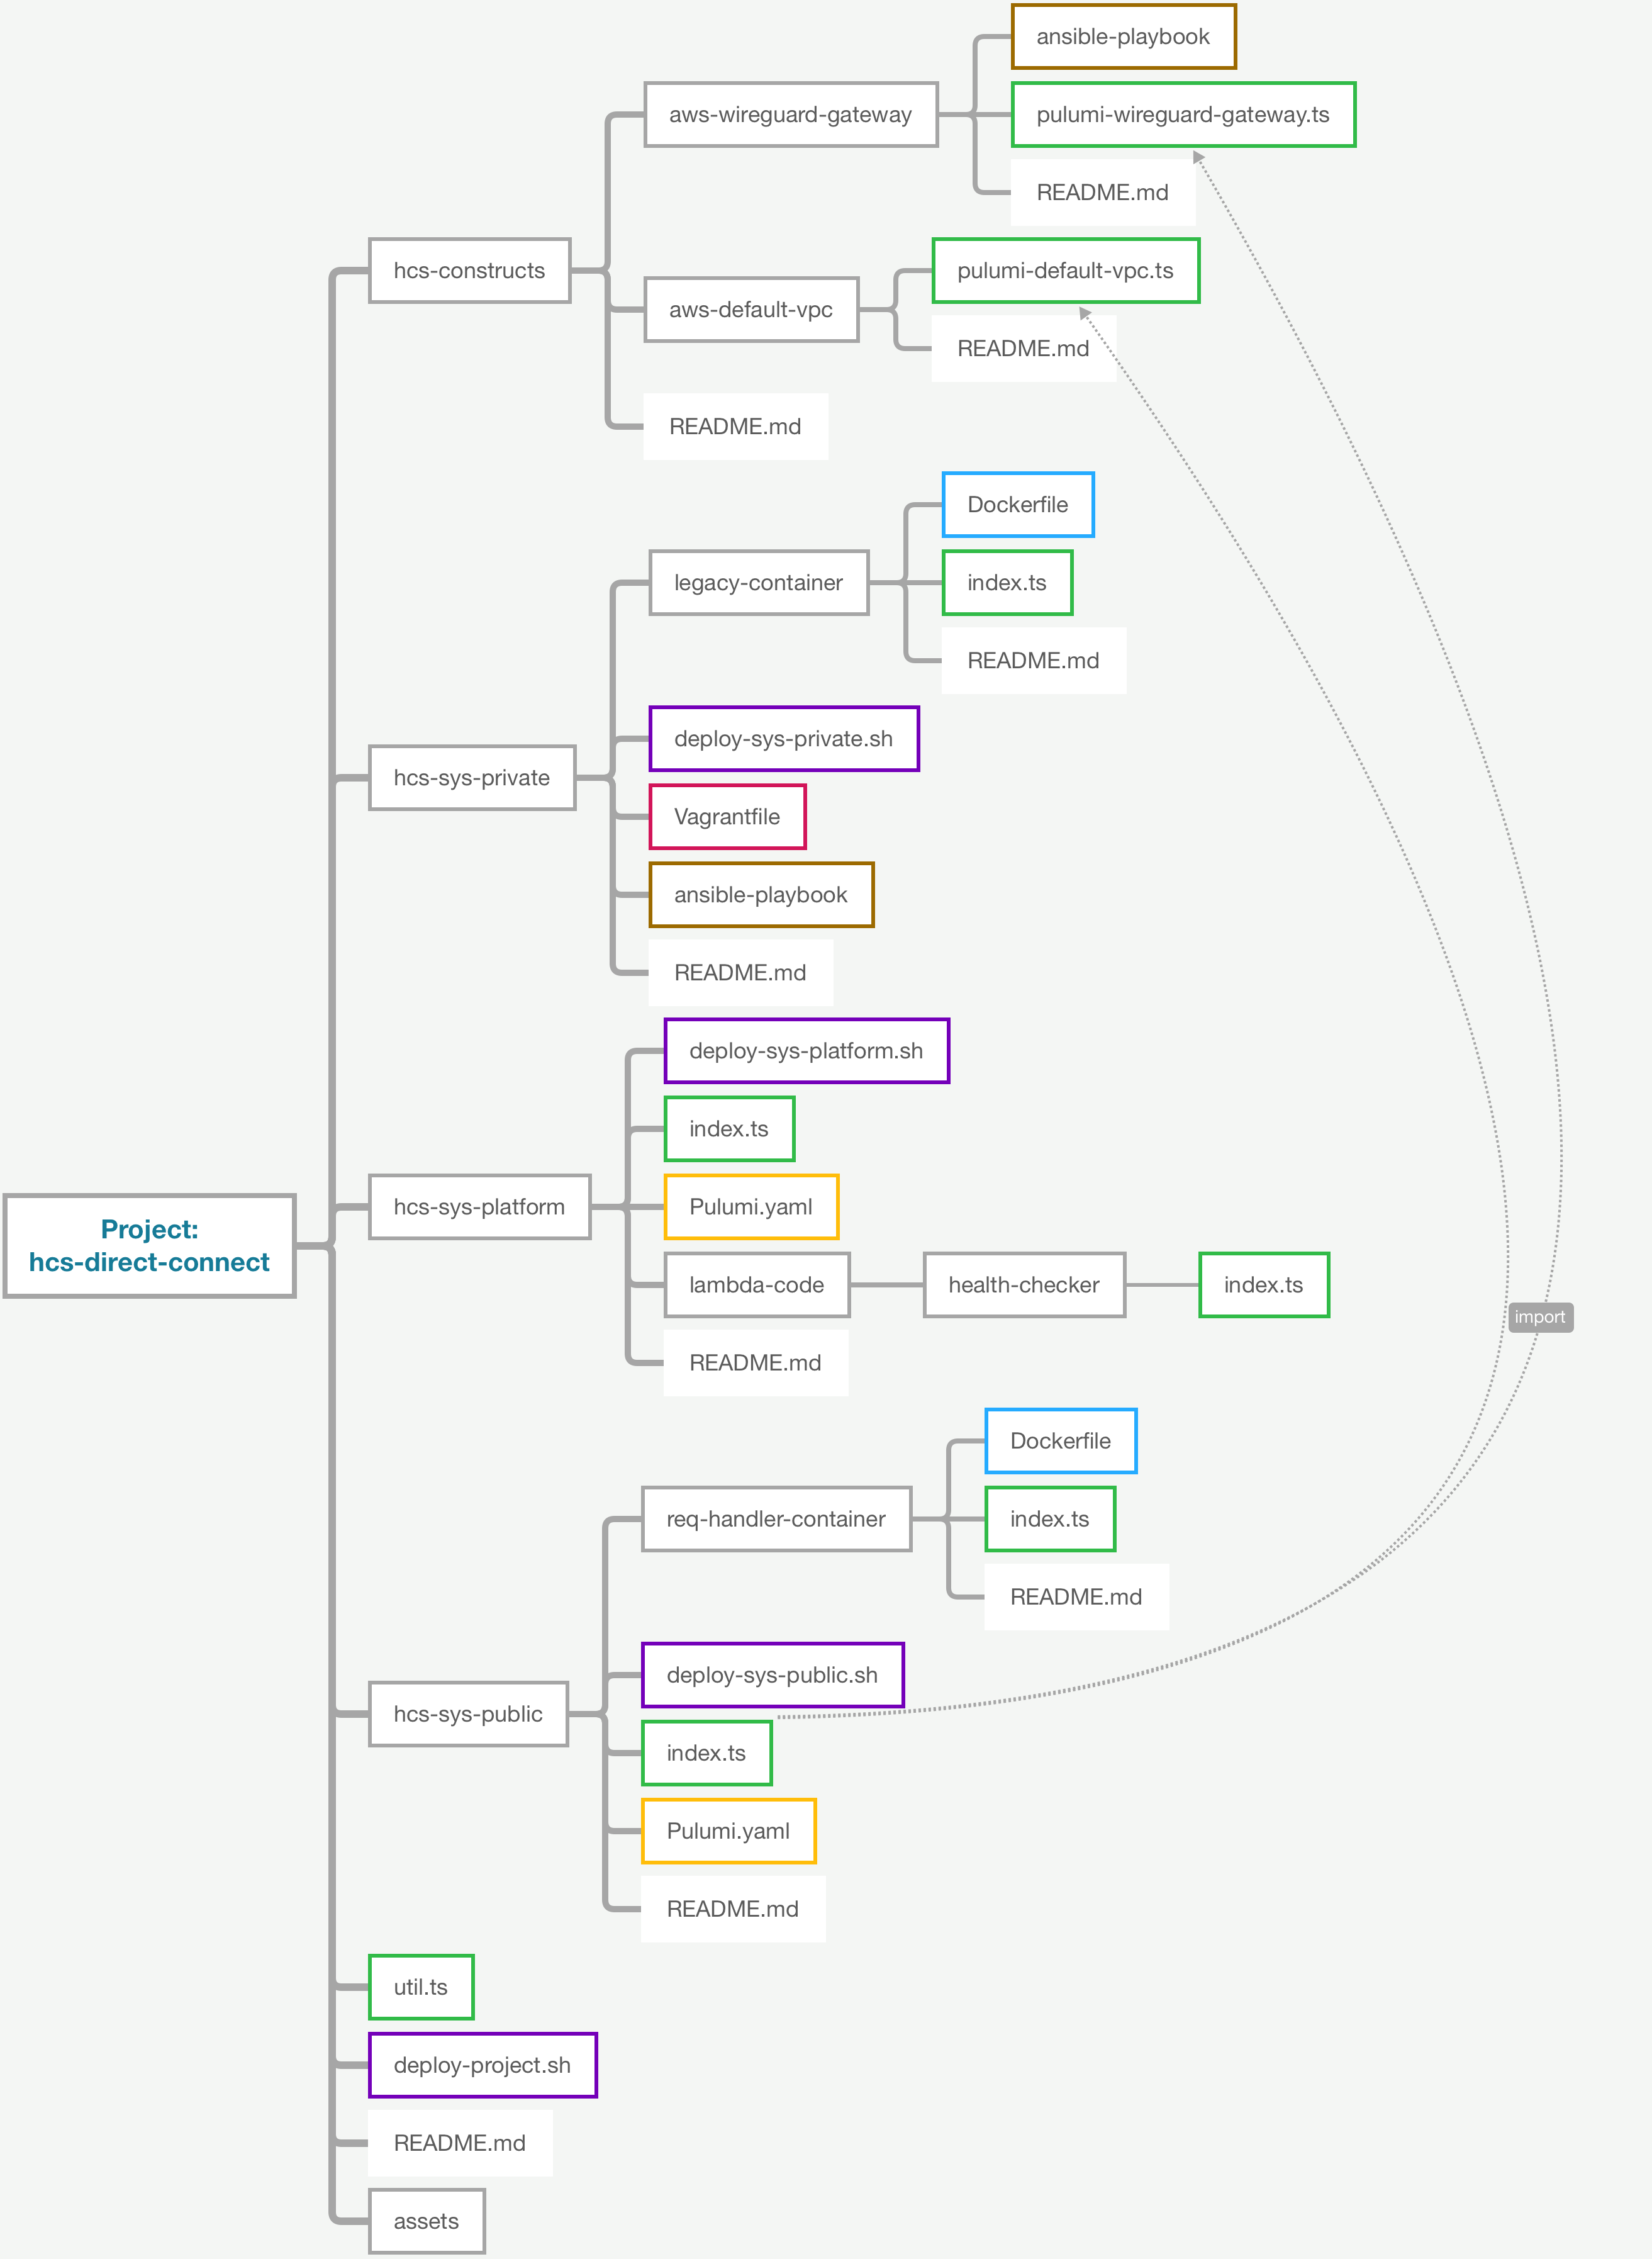 ansible-playbook
aws-wireguard-gateway
pulumi-wireguard-gateway.ts
README.md
hcs-constructs
pulumi-default-vpc.ts
aws-default-vpc
README.md
README.md
Dockerfile
legacy-container
index.ts
README.md
deploy-sys-private.sh
hcs-sys-private
Vagrantfile
ansible-playbook
README.md
deploy-sys-platform.sh
index.ts
hcs-sys-platform
Pulumi.yaml
Project:
hcs-direct-connect
lambda-code
health-checker
index.ts
import
README.md
Dockerfile
req-handler-container
index.ts
README.md
deploy-sys-public.sh
hcs-sys-public
index.ts
Pulumi.yaml
README.md
util.ts
deploy-project.sh
README.md
assets